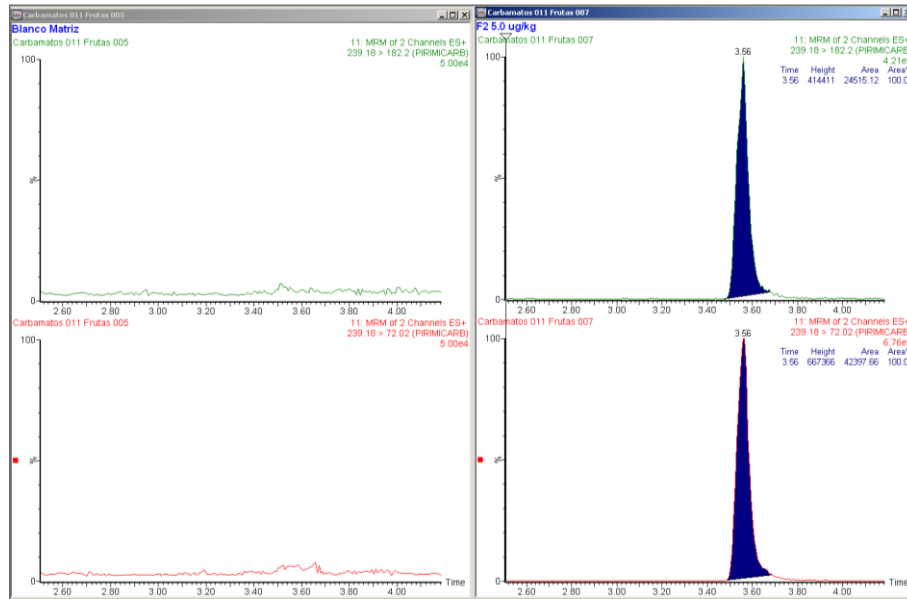 Carbamatos 011 Frutas 005
Blanco Matriz
Carbamatos 011 Frutas 005
11: MRM of 2 Channels ES+
239.18 > 182.2 (PIRIMICARB)
5.00e4
100
%
0
2.60 2.80 3.00 3.20 3.40 3.60 3.80 4.00
Carbamatos 011 Frutas 005
11: MRM of 2 Channels ES+
239.18 > 72.02 (PIRIMICARB)
5.00e4
100
%
0
2.60 2.80 3.00 3.20 3.40 3.60 3.80 4.00
Time
Carbamatos 011 Frutas 007
F2 5.0 ug/kg
Carbamatos 011 Frutas 007
11: MRM of 2 Channels ES+
239.18 > 182.2 (PIRIMICARB)
4.21e
3.56
Time Height Area Area
3.56 414411 24515.12 100.0
100
%
0
2.60 2.80 3.00 3.20 3.40 3.60 3.80 4.00
Carbamatos 011 Frutas 007
11: MRM of 2 Channels ES+
239.18 > 72.02 (PIRIMICARB)
6.76e
3.56
Time Height Area Area
3.56 667366 42397.66 100.0
100
%
0
2.60 2.80 3.00 3.20 3.40 3.60 3.80 4.00
Time